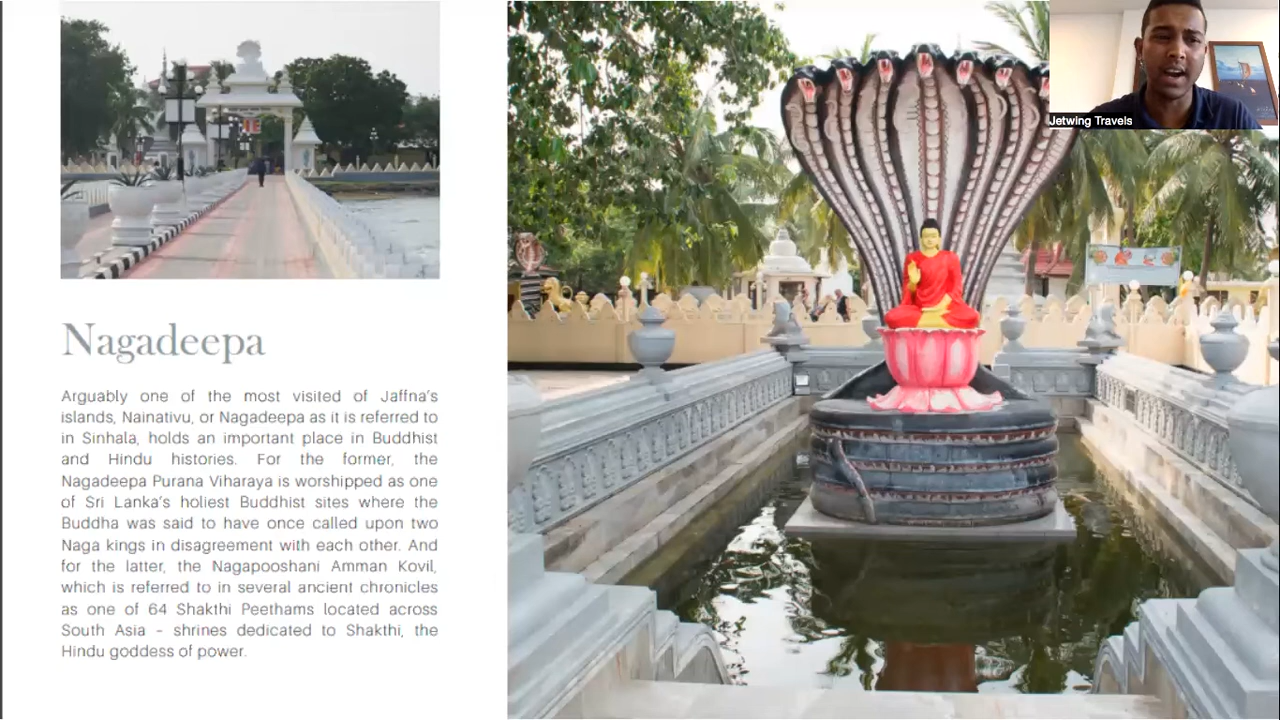 Jetwing Travels
Nagadeepa
Arguably one of the most visited of Jaffna's
islands, Nainativu, or Nagadeepa as it is referred to
in Sinhala, holds an important place in Buddhist
and Hindu histories. For the former, the
Nagadeepa Purana Viharaya is worshipped as one
of Sri Lanka's holiest Buddhist sites where the
Buddha was said to have once called upon two
Naga kings in disagreement with each other. And
for the latter, the Nagapooshani Amman Kovil,
which is referred to in several ancient chronicles
as one of 64 Shakthi Peethams located across
South Asia – shrines dedicated to Shakthi, the
Hindu goddess of power.